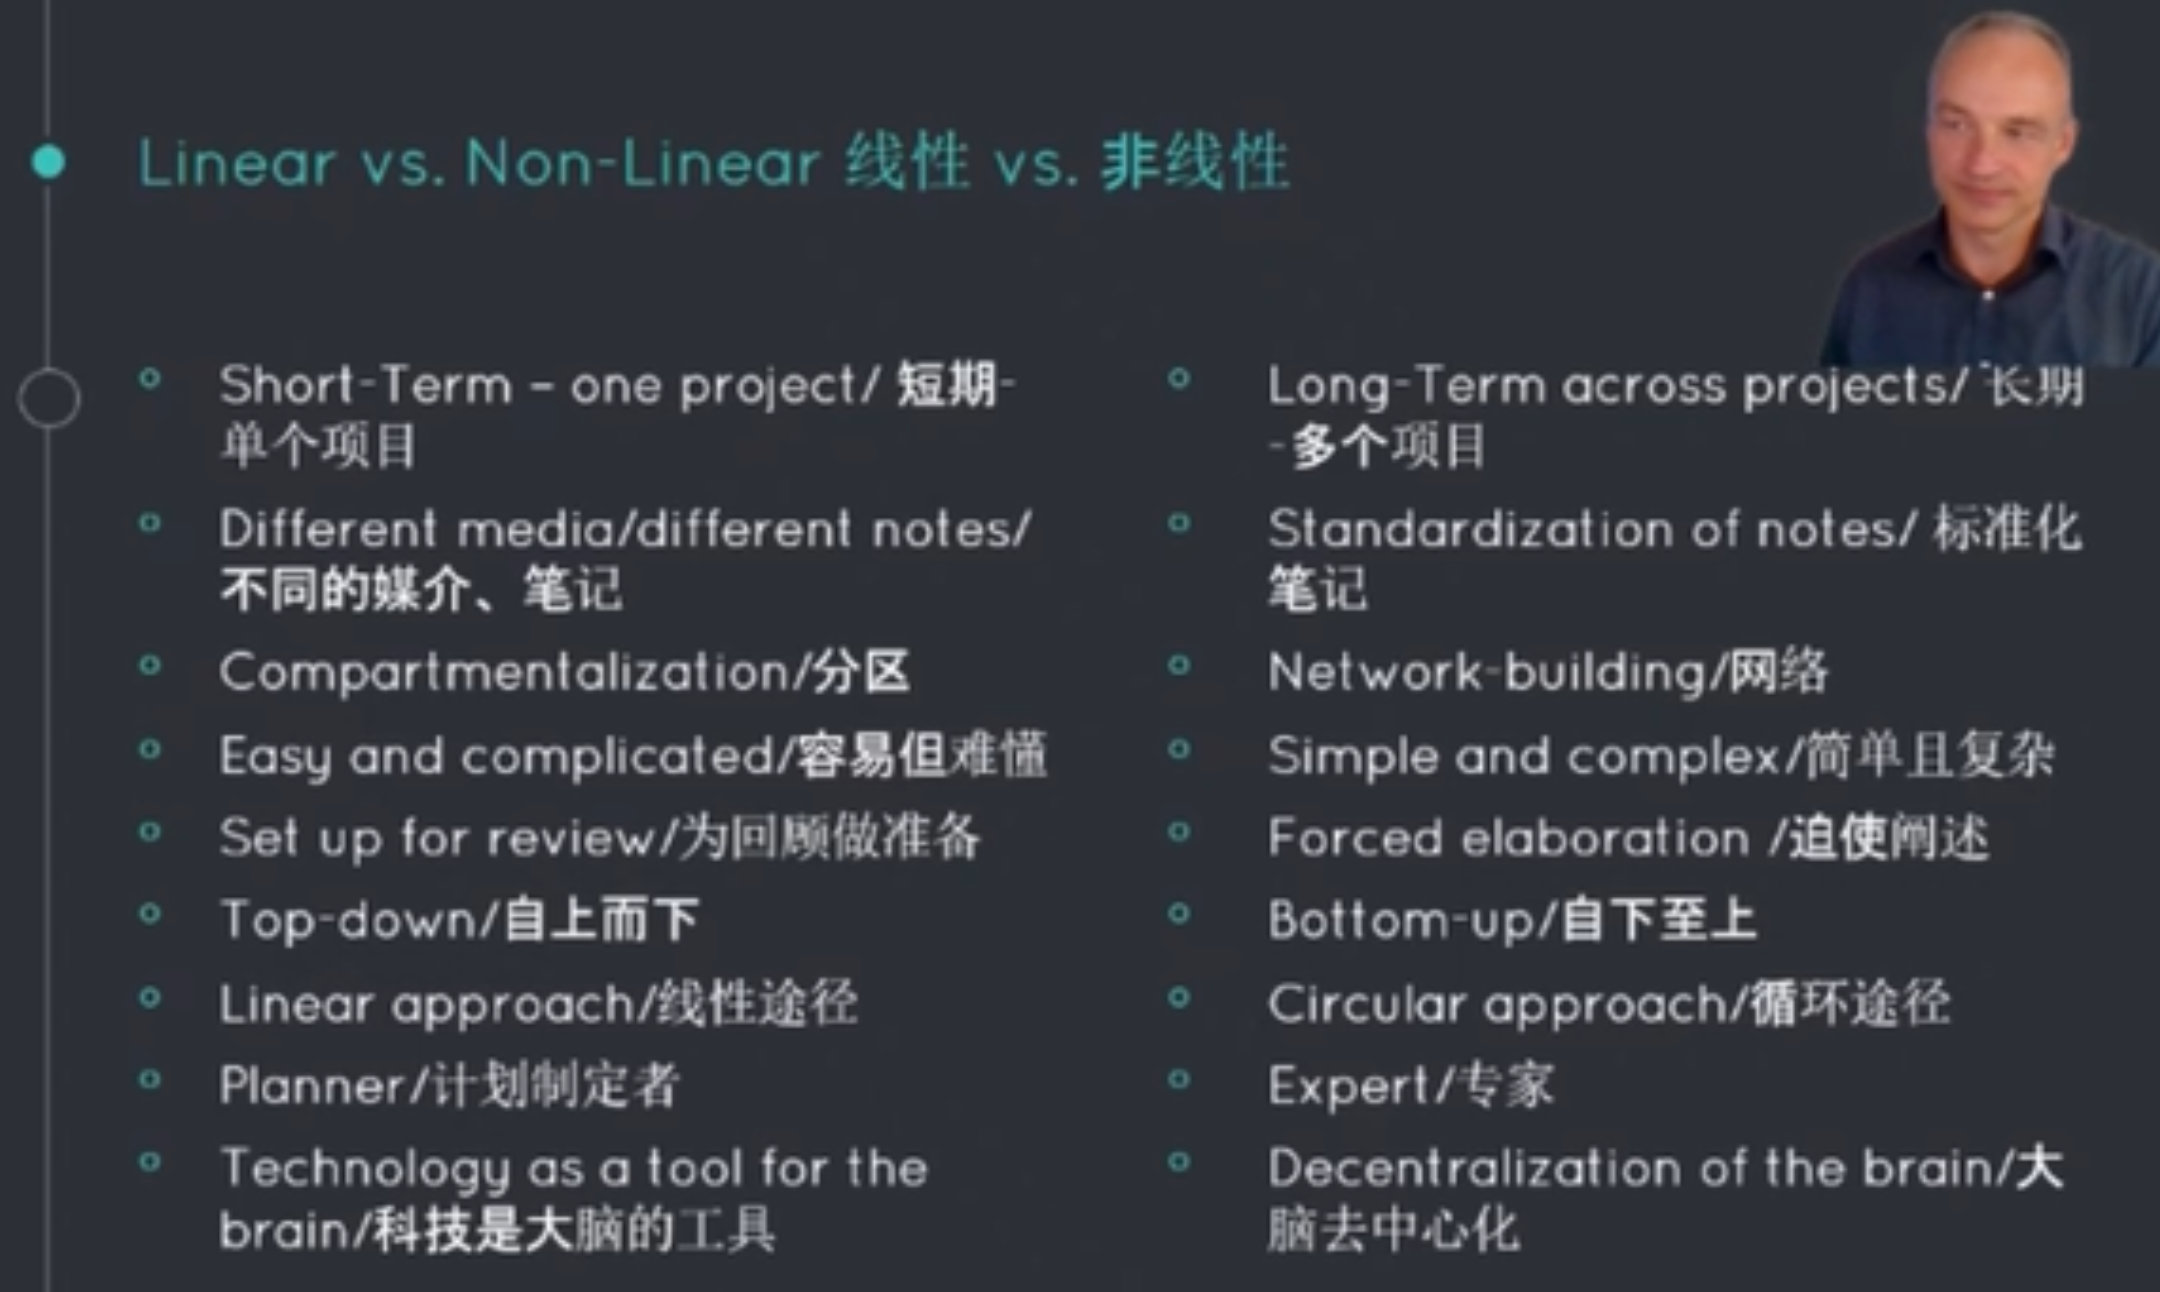 Linear vs. Non-Linear 线性 vs. 非线性
Short-Term – one project/ 短期-
单个项目
Different media/different notes/
不同的媒介、笔记
Compartmentalization/分区
Easy and complicated/容易但难懂
Set up for review/为回顾做准备
Top-down/自上而下
Linear approach/线性途径
Planner/计划制定者
Technology as a tool for the
brain/科技是大脑的工具
Long-Term across projects/ 长期
-多个项目
Standardization of notes/ 标准化
笔记
Network-building/网络
Simple and complex/简单且复杂
Forced elaboration /迫使阐述
Bottom-up/自下至上
Circular approach/循环途径
Expert/专家
Decentralization of the brain/大
脑去中心化